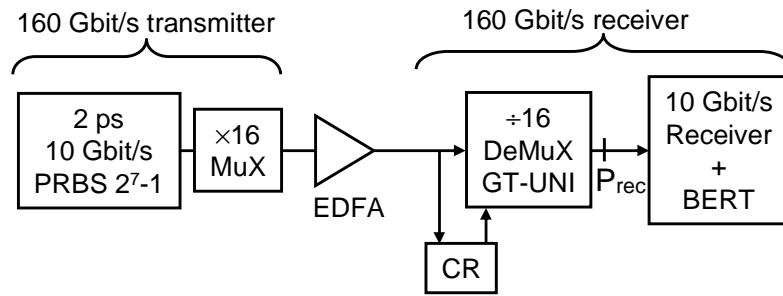 160 Gbit/s transmitter
160 Gbit/s receiver
2 ps
10 Gbit/s
PRBS 2⁷-1
×16
MuX
EDFA
÷16
DeMuX
GT-UNI
CR
P_rec
10 Gbit/s
Receiver
+
BERT